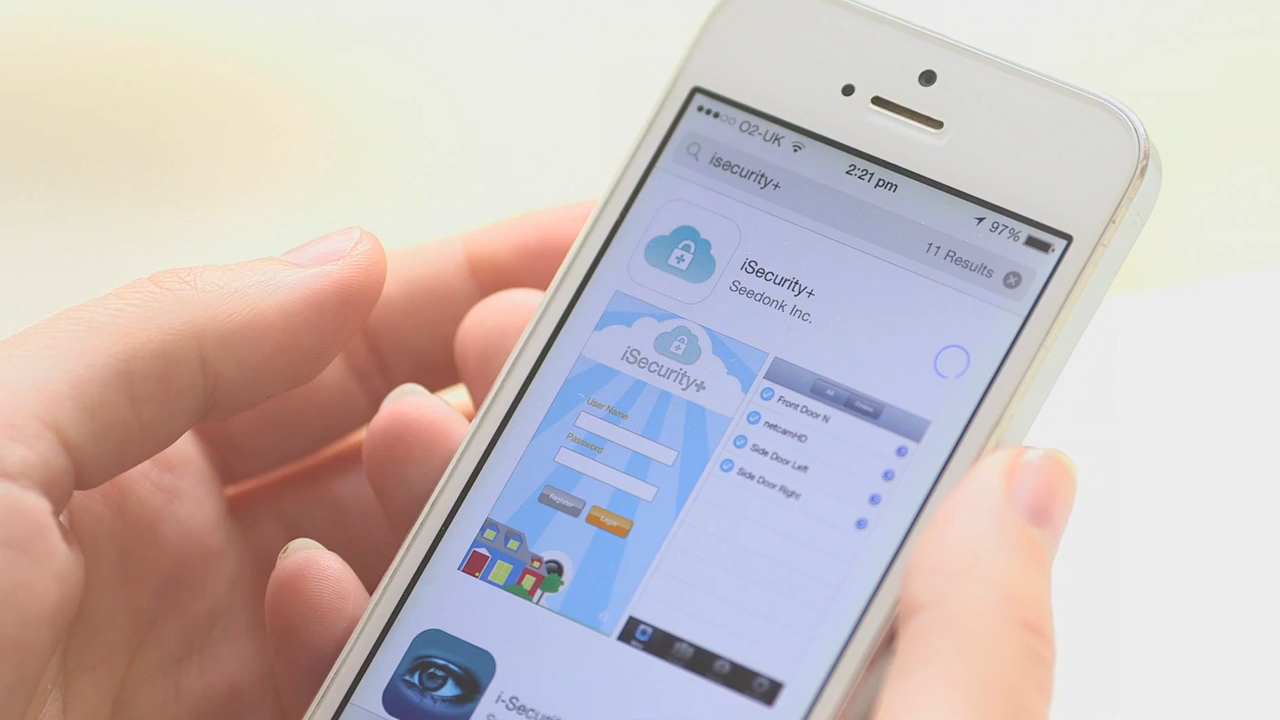 O2-UK
2:21 pm
97%
isecurity+
11 Results
iSecurity+
Seedonk Inc.
iSecurity+
User Name
Password
Register
Login
All
Front Door N
netcamHD
Side Door Left
Side Door Right
i-Securi